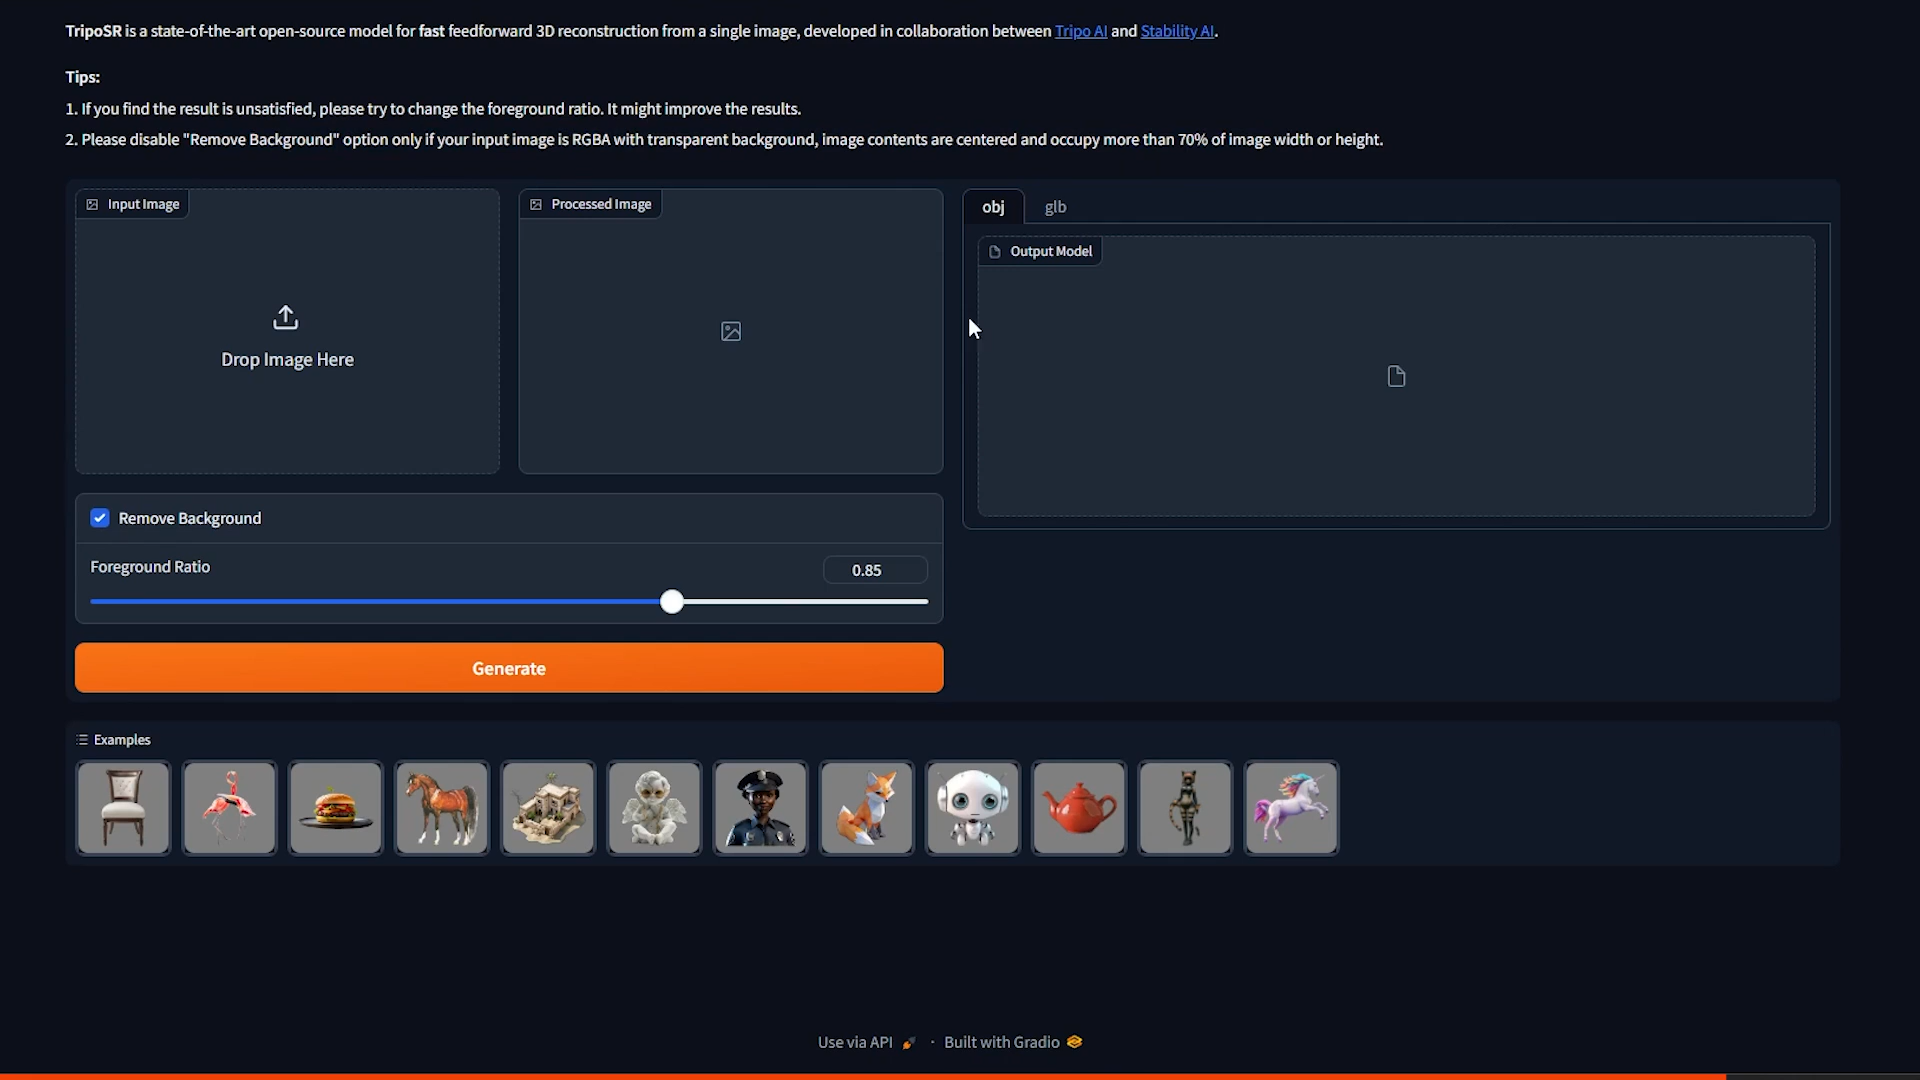 TripoSR is a state-of-the-art open-source model for fast feedforward 3D reconstruction from a single image, developed in collaboration between Tripo AI and Stability AI.
Tips:
1. If you find the result is unsatisfied, please try to change the foreground ratio. It might improve the results.
2. Please disable "Remove Background" option only if your input image is RGBA with transparent background, image contents are centered and occupy more than 70% of image width or height.
Input Image
Processed Image
obj
glb
Output Model
Drop Image Here
Remove Background
Foreground Ratio
0.85
Generate
Examples
Use via API · Built with Gradio